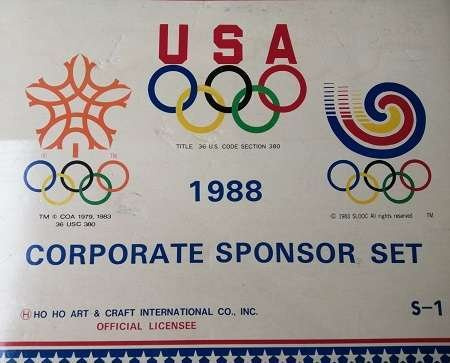 USA
TITLE 36 U.S. CODE SECTION 380
TM
TM © COA 1979, 1983
36 USC 380
1988
© 1983 SLOOC All rights reserved TM
CORPORATE SPONSOR SET
H HO HO ART & CRAFT INTERNATIONAL CO., INC.
OFFICIAL LICENSEE
S-1